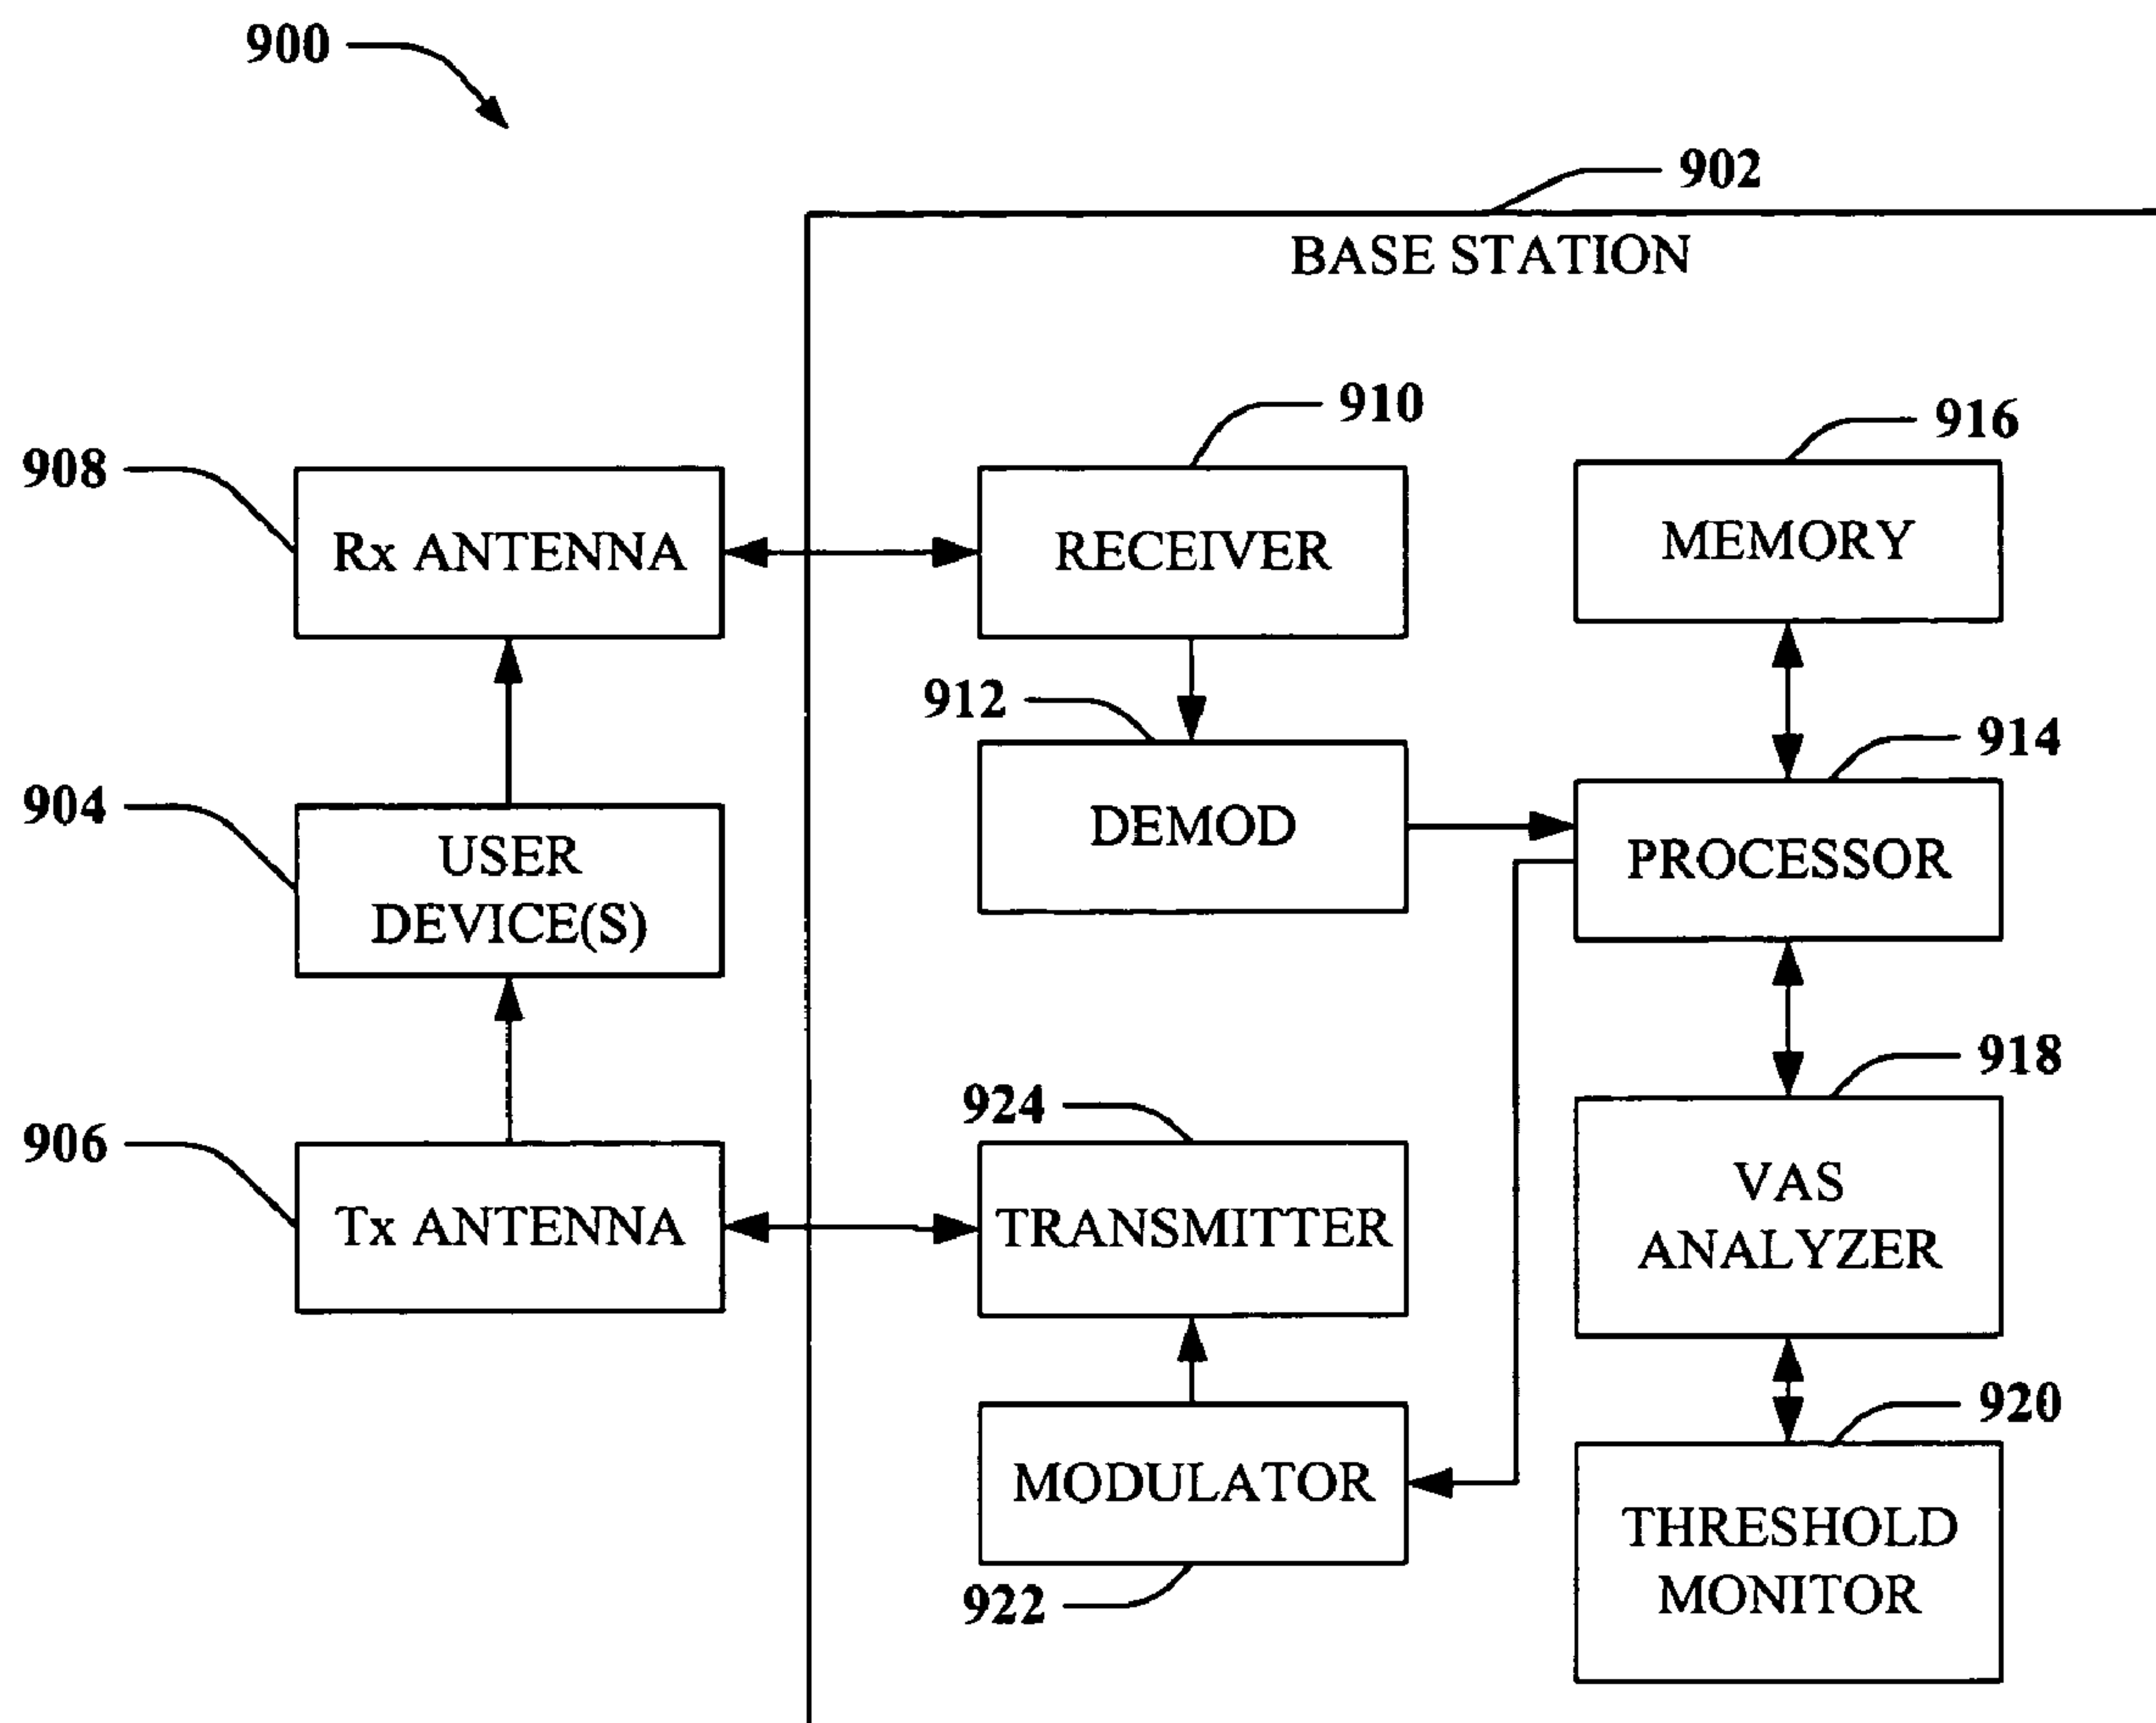 900
902
BASE STATION
910
916
908
Rx ANTENNA
RECEIVER
MEMORY
912
914
904
USER
DEVICE(S)
DEMOD
PROCESSOR
918
924
906
Tx ANTENNA
TRANSMITTER
VAS
ANALYZER
920
MODULATOR
THRESHOLD
MONITOR
922